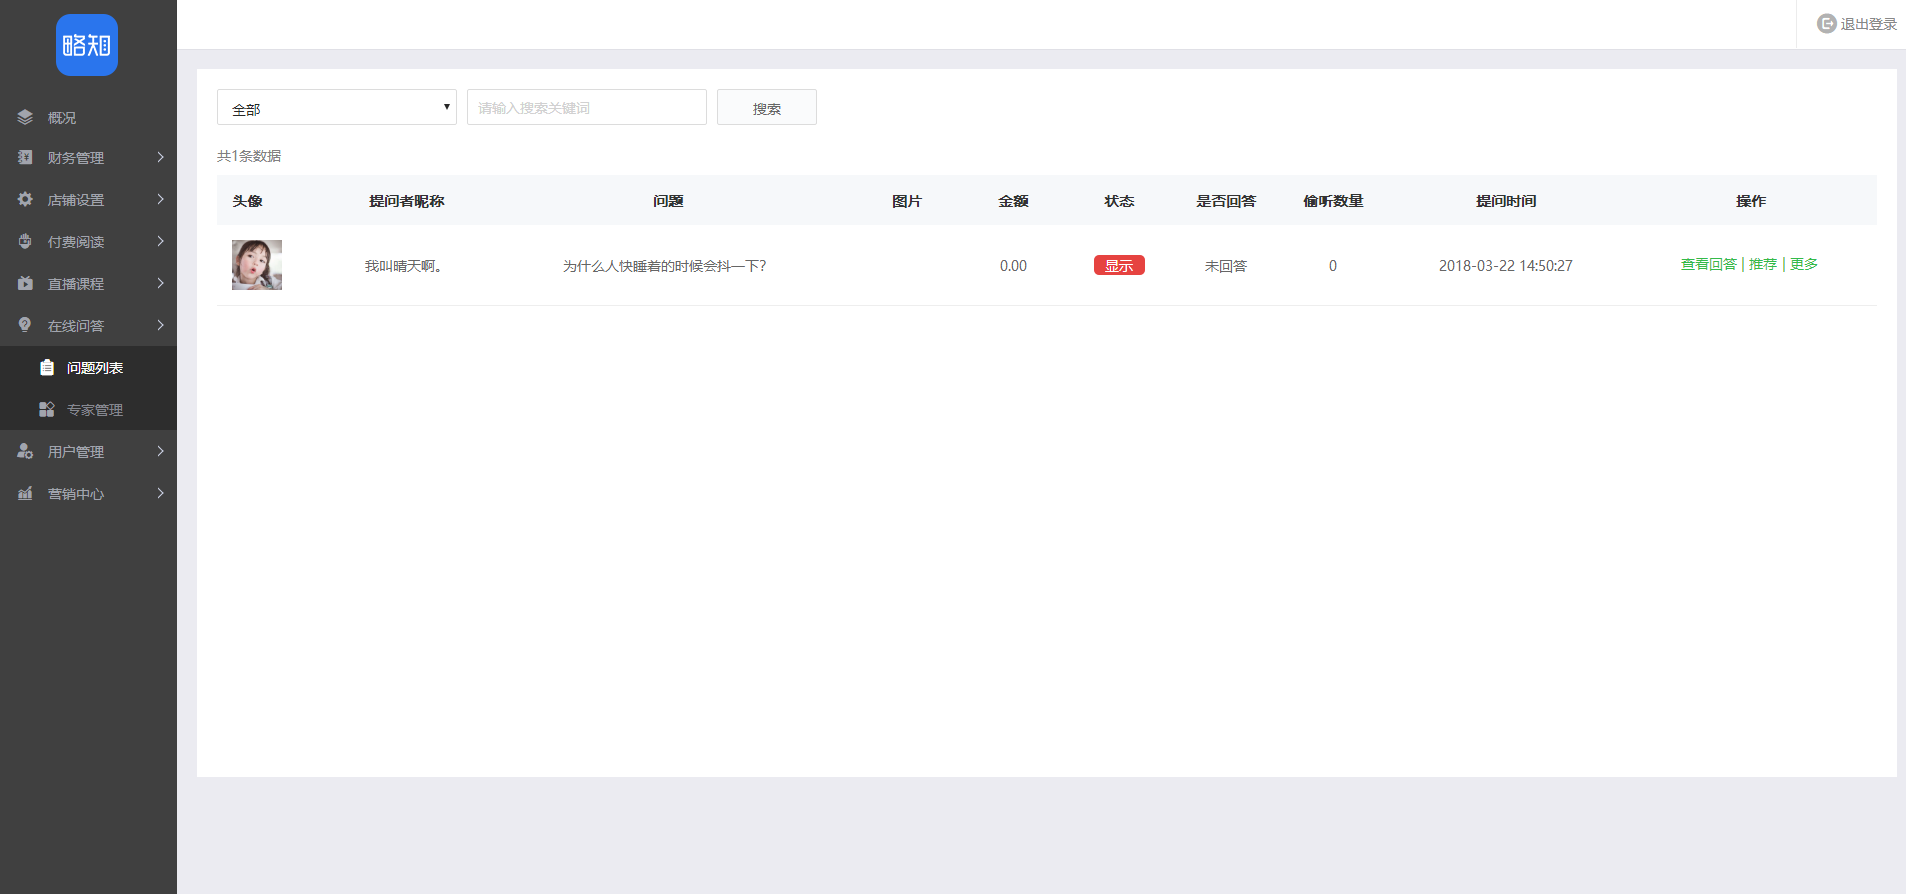 略知
退出登录
概况
财务管理
店铺设置
付费阅读
直播课程
在线问答
问题列表
专家管理
用户管理
营销中心
全部
请输入搜索关键词
搜索
共1条数据
头像 提问者昵称 问题 图片 金额 状态 是否回答 偷听数量 提问时间 操作
我叫晴天啊。 为什么人快睡着的时候会抖一下? 0.00 显示 未回答 0 2018-03-22 14:50:27 查看回答 | 推荐 | 更多